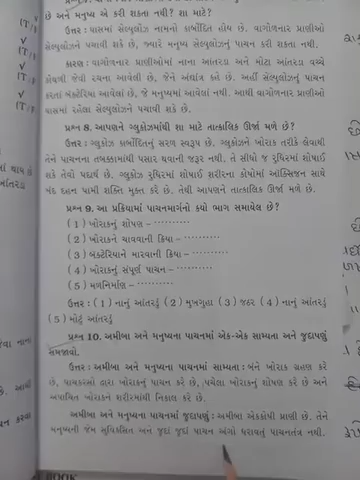 છે અને મનુષ્ય એ કરી શકતા નથી? શા માટે?
ઉત્તર : ઘાસમાં સેલ્યુલોઝ નામનો કાર્બોદિત હોય છે. વાગોળનાર પ્રાણીઓ
સેલ્યુલોઝને પચાવી શકે છે, જ્યારે મનુષ્ય સેલ્યુલોઝનું પાચન કરી શકતા નથી.
કારણ : વાગોળનાર પ્રાણીઓમાં નાના આંતરડા અને મોટા આંતરડા વચ્ચે
કોથળી જેવી રચના આવેલી છે, જેને અંધાંત્ર કહે છે. અહીં સેલ્યુલોઝનું પાચન
કરતા બૅક્ટેરિયા આવેલાં છે, જે મનુષ્યમાં આવેલાં નથી. આથી વાગોળનાર પ્રાણીઓ
ઘાસમાં રહેલા સેલ્યુલોઝને પચાવી શકે છે.
પ્રશ્ન 8. આપણને ગ્લુકોઝમાંથી શા માટે તાત્કાલિક ઊર્જા મળે છે?
ઉત્તર : ગ્લુકોઝ કાર્બોદિતનું સરળ સ્વરૂપ છે. ગ્લુકોઝને ખોરાક તરીકે લેવાથી
તેને પાચનના તબક્કામાંથી પસાર થવાની જરૂર નથી. તે સીધો જ રુધિરમાં શોષાઈ
શકે તેવો પદાર્થ છે. ગ્લુકોઝ રુધિરમાં શોષાઈ શરીરના કોષોમાં ઑક્સિજન સાથે
મંદ દહન પામી શક્તિ મુક્ત કરે છે. તેથી આપણને તાત્કાલિક ઊર્જા મળે છે.
પ્રશ્ન 9. આ પ્રક્રિયામાં પાચનમાર્ગનો કયો ભાગ સમાયેલ છે?
(1) ખોરાકનું શોષણ – ··········
(2) ખોરાકને ચાવવાની ક્રિયા – ··········
(3) બૅક્ટેરિયાને મારવાની ક્રિયા – ··········
(4) ખોરાકનું સંપૂર્ણ પાચન – ··········
(5) મળનિર્માણ – ··········
ઉત્તર : (1) નાનું આંતરડું (2) મુખગુહા (3) જઠર (4) નાનું આંતરડું
(5) મોટું આંતરડું
પ્રશ્ન 10. અમીબા અને મનુષ્યના પાચનમાં એક-એક સામ્યતા અને જુદાપણું
સમજાવો.
ઉત્તર : અમીબા અને મનુષ્યના પાચનમાં સામ્યતા : બંને ખોરાક ગ્રહણ કરે
છે, પાચકરસો દ્વારા ખોરાકનું પાચન કરે છે, પચેલા ખોરાકનું શોષણ કરે છે અને
અપાચિત ખોરાકને શરીરમાંથી નિકાલ કરે છે.
અમીબા અને મનુષ્યના પાચનમાં જુદાપણું : અમીબા એકકોષી પ્રાણી છે. તેને
મનુષ્યની જેમ સુવિકસિત અને જુદાં જુદાં પાચન અંગો ધરાવતું પાચનતંત્ર નથી.
BOOK